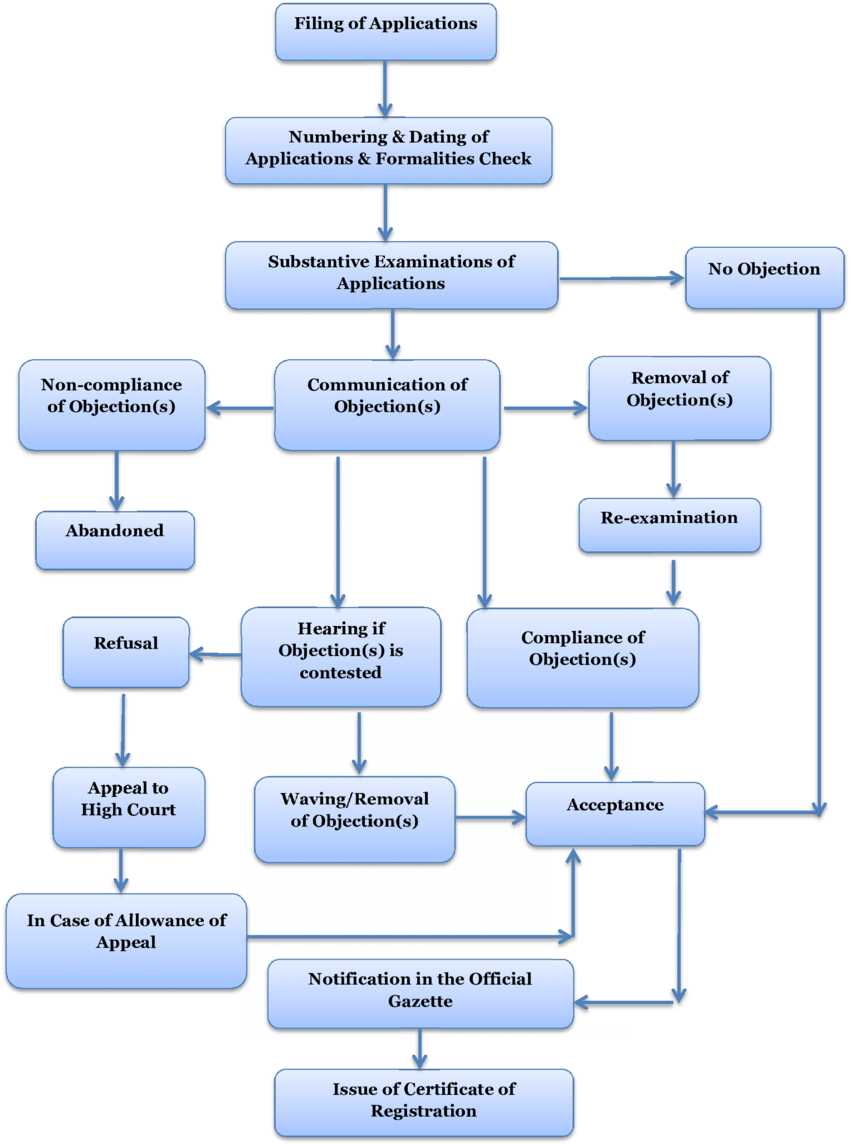 Filing of Applications
Numbering & Dating of
Applications & Formalities Check
Substantive Examinations of
Applications
No Objection
Non-compliance
of Objection(s)
Communication of
Objection(s)
Removal of
Objection(s)
Abandoned
Re-examination
Refusal
Hearing if
Objection(s) is
contested
Compliance of
Objection(s)
Appeal to
High Court
Waving/Removal
of Objection(s)
Acceptance
In Case of Allowance of
Appeal
Notification in the Official
Gazette
Issue of Certificate of
Registration